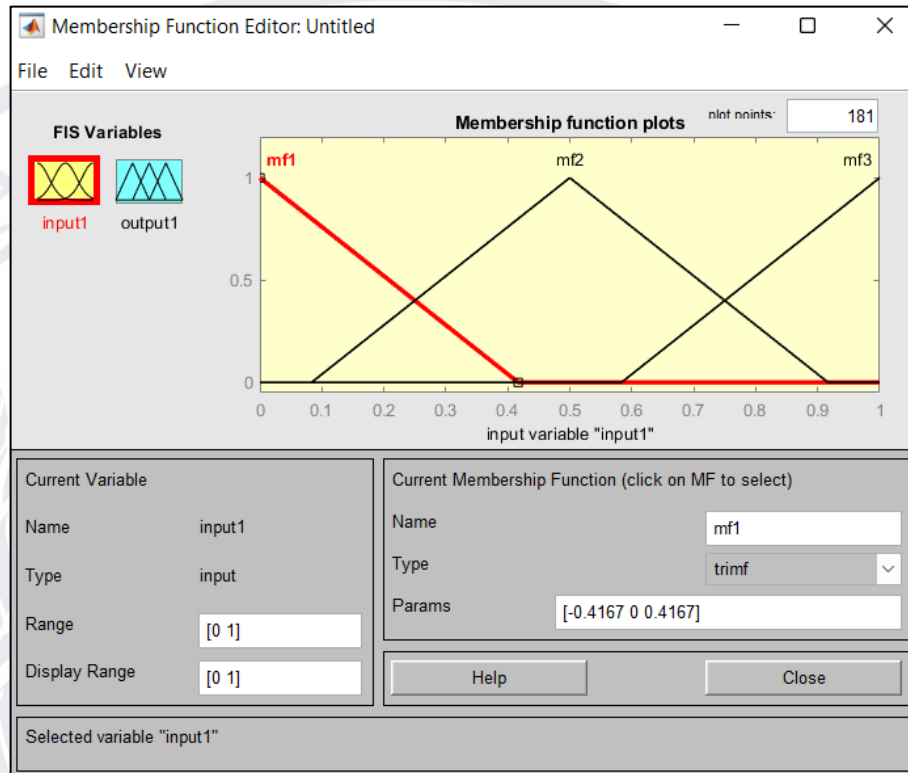 Membership Function Editor: Untitled
File Edit View
FIS Variables
Membership function plots
plot points:
181
input1
output1
mf1
mf2
mf3
1
0.5
0
0 0.1 0.2 0.3 0.4 0.5 0.6 0.7 0.8 0.9 1
input variable "input1"
Current Variable
Name input1
Type input
Range [0 1]
Display Range [0 1]
Current Membership Function (click on MF to select)
Name mf1
Type trimf
Params [-0.4167 0 0.4167]
Help Close
Selected variable "input1"